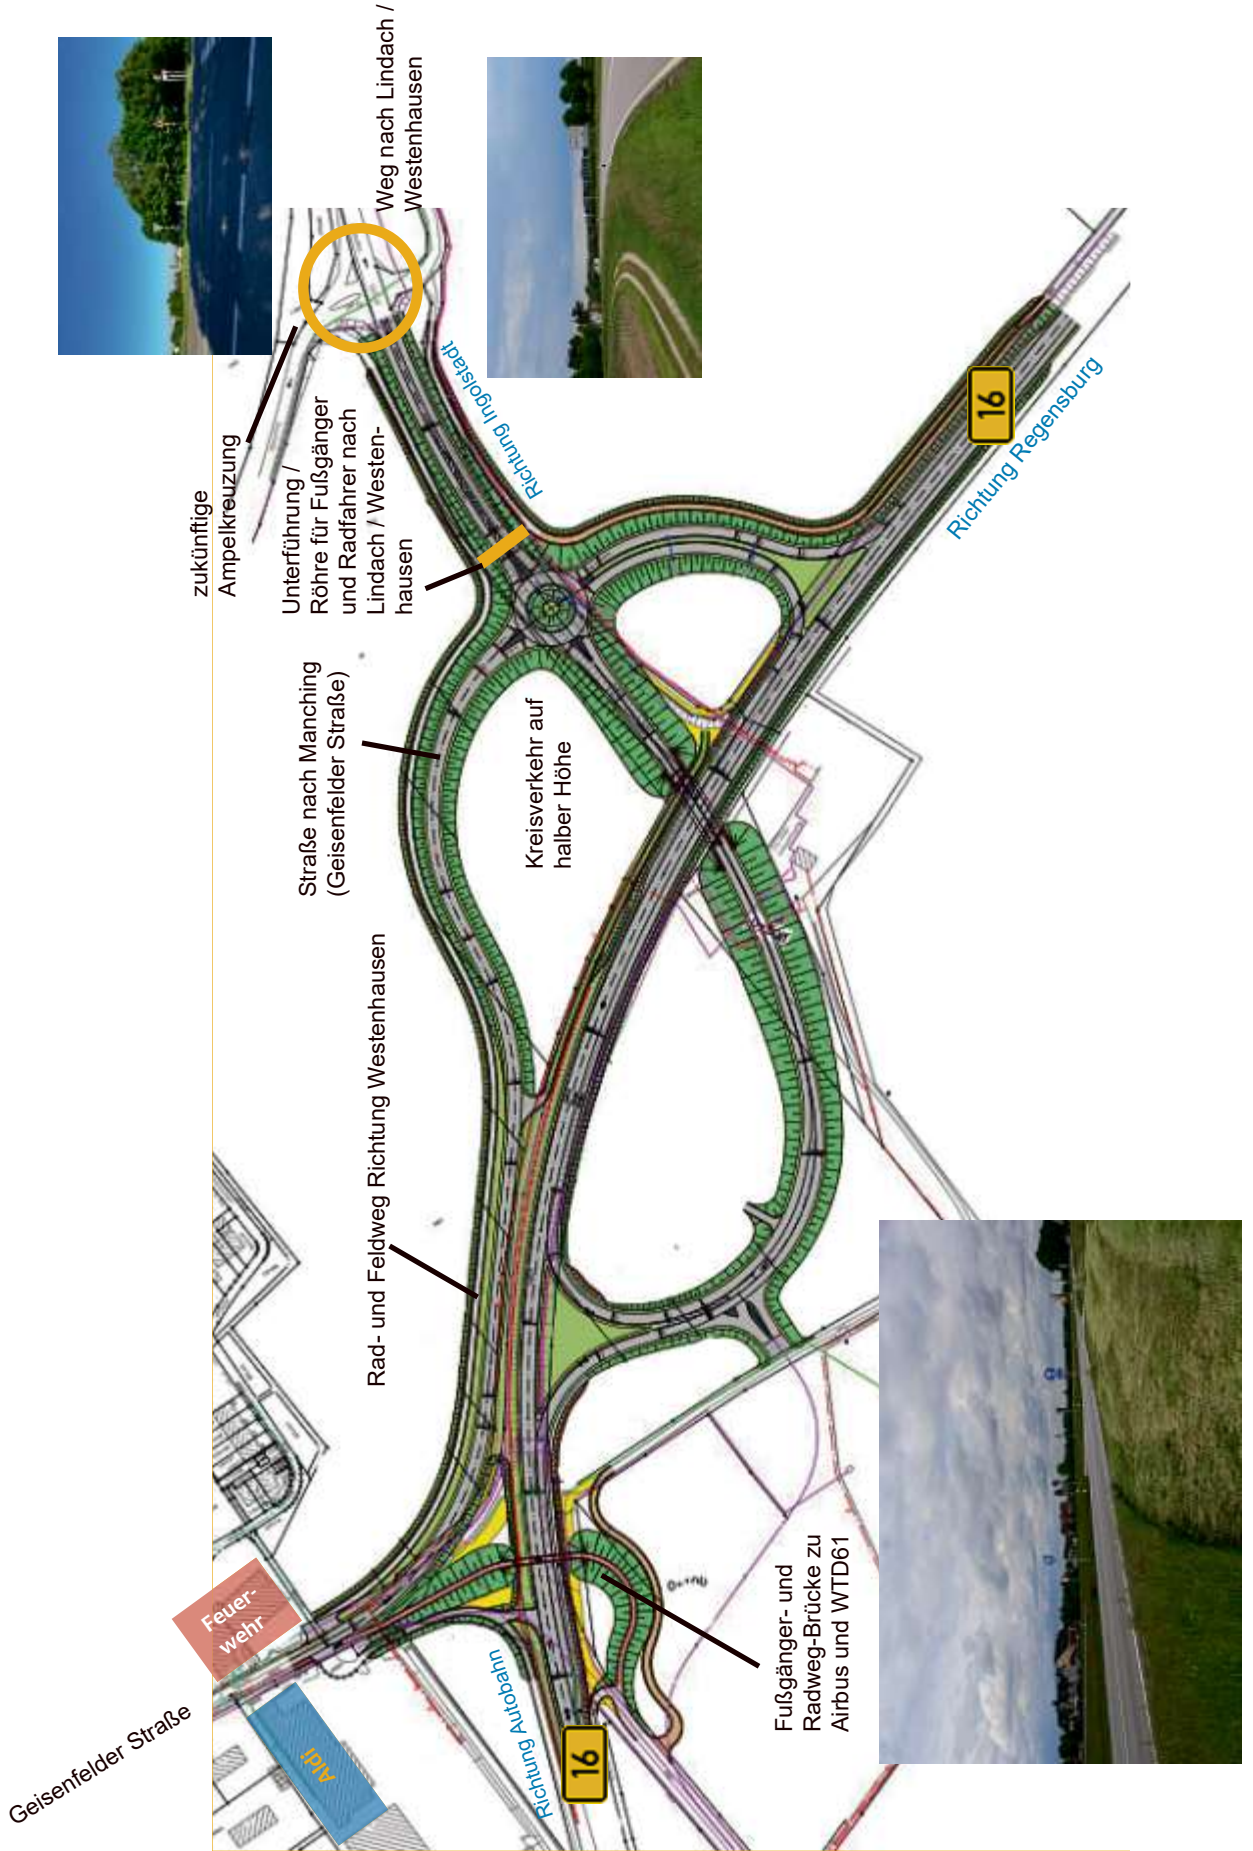 Weg nach Lindach /
Westenhausen
zukünftige
Ampelkreuzung
Unterführung /
Röhre für Fußgänger
und Radfahrer nach
Lindach / Westen-
hausen
Richtung Ingolstadt
16
Richtung Regensburg
Straße nach Manching
(Geisenfelder Straße)
Kreisverkehr auf
halber Höhe
Rad- und Feldweg Richtung Westenhausen
Feuer-
wehr
Geisenfelder Straße
Aldi
Richtung Autobahn
16
Fußgänger- und
Radweg-Brücke zu
Airbus und WTD61